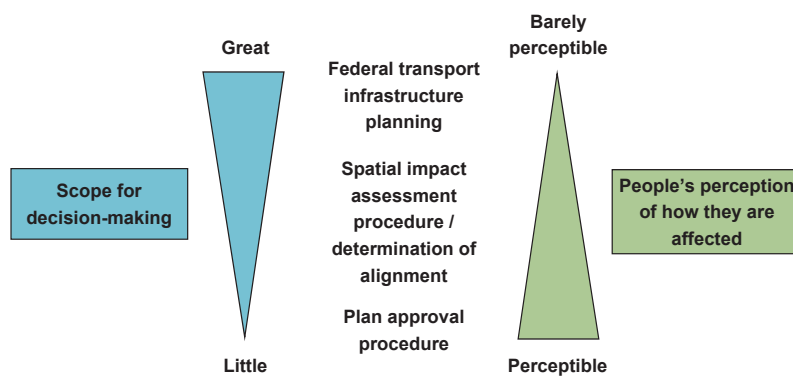 Great
Barely
perceptible
Federal transport
infrastructure
planning
Scope for
decision-making
Spatial impact
assessment
procedure /
determination of
alignment
People's perception
of how they are
affected
Plan approval
procedure
Little
Perceptible